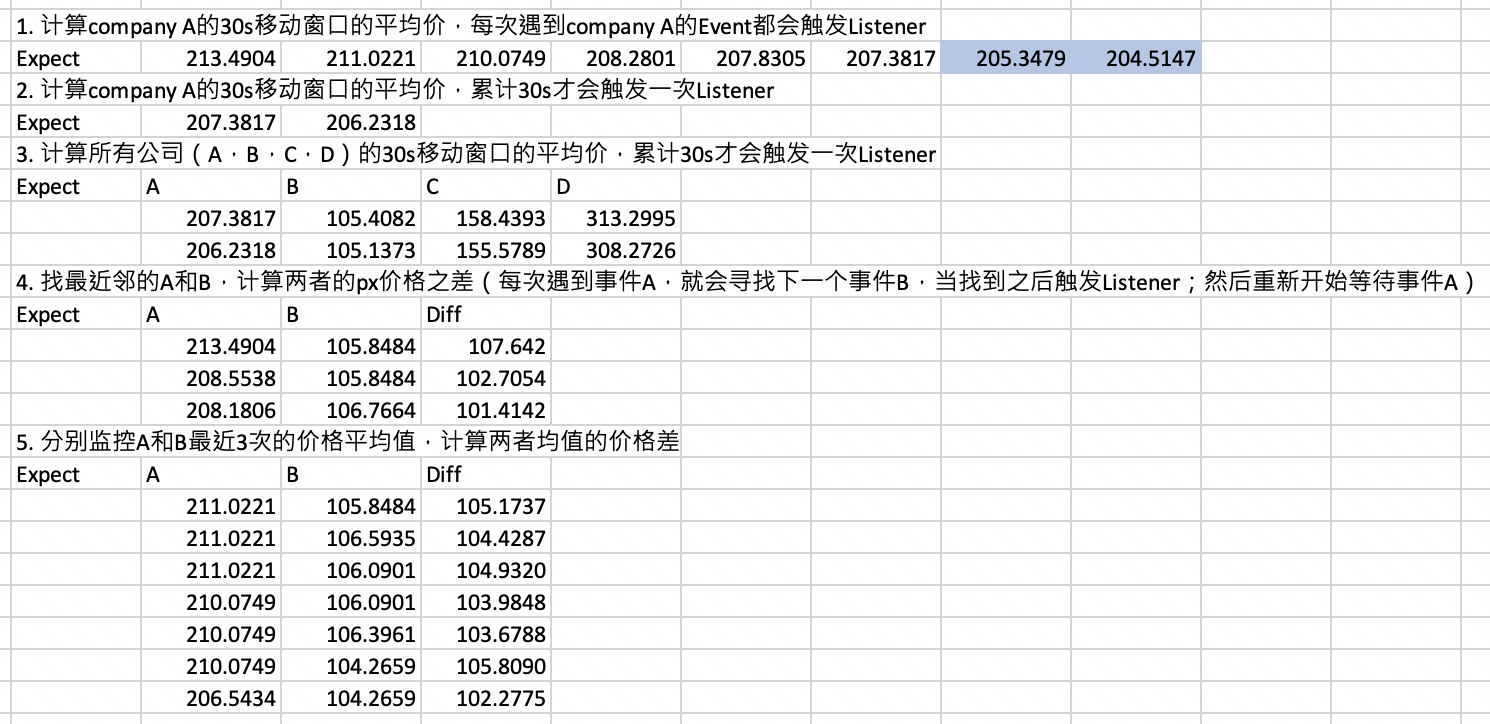 1. 计算company A的30s移动窗口的平均价，每次遇到company A的Event都会触发Listener
Expect 213.4904 211.0221 210.0749 208.2801 207.8305 207.3817 205.3479 204.5147
2. 计算company A的30s移动窗口的平均价，累计30s才会触发一次Listener
Expect 207.3817 206.2318
3. 计算所有公司（A，B，C，D）的30s移动窗口的平均价，累计30s才会触发一次Listener
Expect A B C D
207.3817 105.4082 158.4393 313.2995
206.2318 105.1373 155.5789 308.2726
4. 找最近邻的A和B，计算两者的px价格之差（每次遇到事件A，就会寻找下一个事件B，当找到之后触发Listener；然后重新开始等待事件A）
Expect A B Diff
213.4904 105.8484 107.642
208.5538 105.8484 102.7054
208.1806 106.7664 101.4142
5. 分别监控A和B最近3次的价格平均值，计算两者均值的价格差
Expect A B Diff
211.0221 105.8484 105.1737
211.0221 106.5935 104.4287
211.0221 106.0901 104.9320
210.0749 106.0901 103.9848
210.0749 106.3961 103.6788
210.0749 104.2659 105.8090
206.5434 104.2659 102.2775